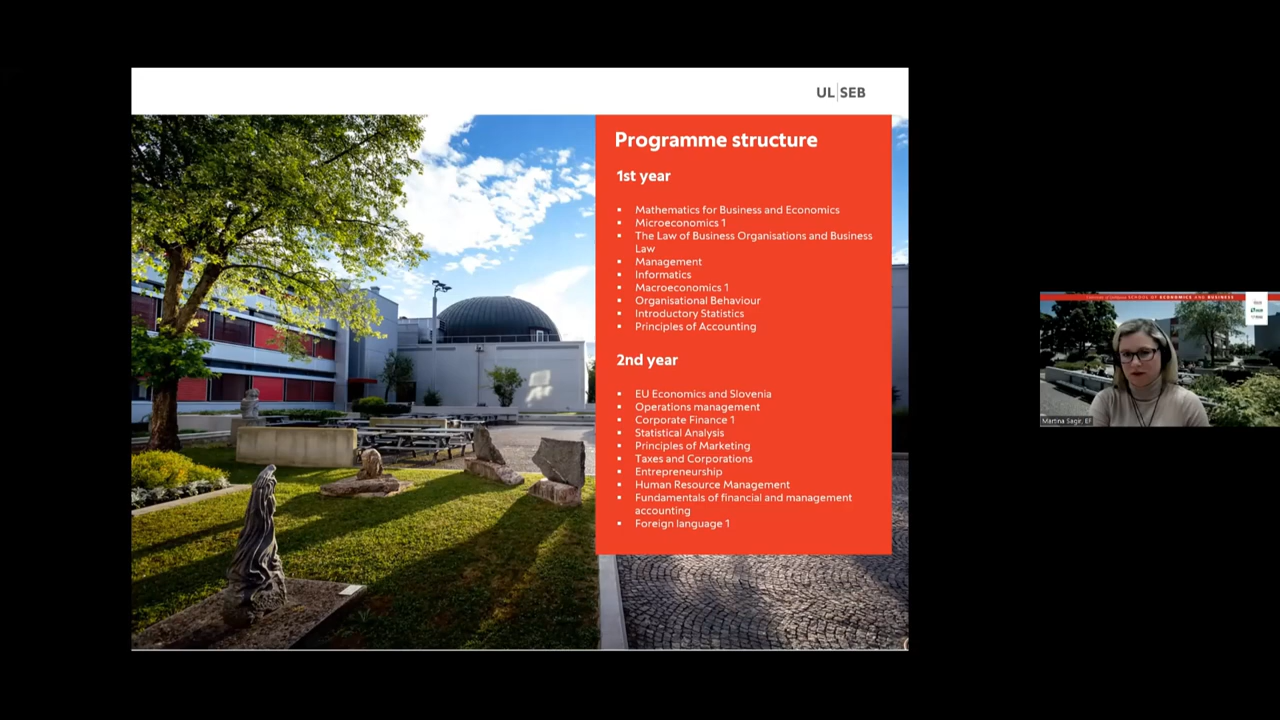 UL SEB
Programme structure
1st year
▪ Mathematics for Business and Economics
▪ Microeconomics 1
▪ The Law of Business Organisations and Business
Law
▪ Management
▪ Informatics
▪ Macroeconomics 1
▪ Organisational Behaviour
▪ Introductory Statistics
▪ Principles of Accounting
2nd year
▪ EU Economics and Slovenia
▪ Operations management
▪ Corporate Finance 1
▪ Statistical Analysis
▪ Principles of Marketing
▪ Taxes and Corporations
▪ Entrepreneurship
▪ Human Resource Management
▪ Fundamentals of financial and management
accounting
▪ Foreign language 1
SCHOOL OF ECONOMICS AND BUSINESS
Martina Sagir, EF